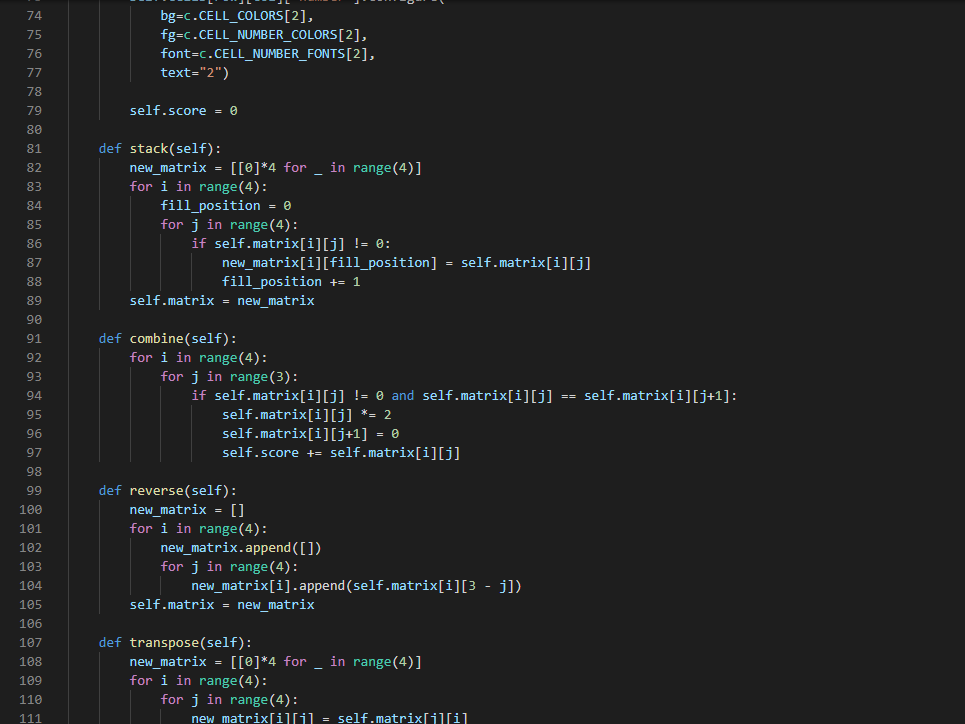 74 bg=c.CELL_COLORS[2],
75 fg=c.CELL_NUMBER_COLORS[2],
76 font=c.CELL_NUMBER_FONTS[2],
77 text="2")
78
79 self.score = 0
80
81 def stack(self):
82 new_matrix = [[0]*4 for _ in range(4)]
83 for i in range(4):
84 fill_position = 0
85 for j in range(4):
86 if self.matrix[i][j] != 0:
87 new_matrix[i][fill_position] = self.matrix[i][j]
88 fill_position += 1
89 self.matrix = new_matrix
90
91 def combine(self):
92 for i in range(4):
93 for j in range(3):
94 if self.matrix[i][j] != 0 and self.matrix[i][j] == self.matrix[i][j+1]:
95 self.matrix[i][j] *= 2
96 self.matrix[i][j+1] = 0
97 self.score += self.matrix[i][j]
98
99 def reverse(self):
100 new_matrix = []
101 for i in range(4):
102 new_matrix.append([])
103 for j in range(4):
104 new_matrix[i].append(self.matrix[i][3 - j])
105 self.matrix = new_matrix
106
107 def transpose(self):
108 new_matrix = [[0]*4 for _ in range(4)]
109 for i in range(4):
110 for j in range(4):
111 new_matrix[i][j] = self.matrix[j][i]